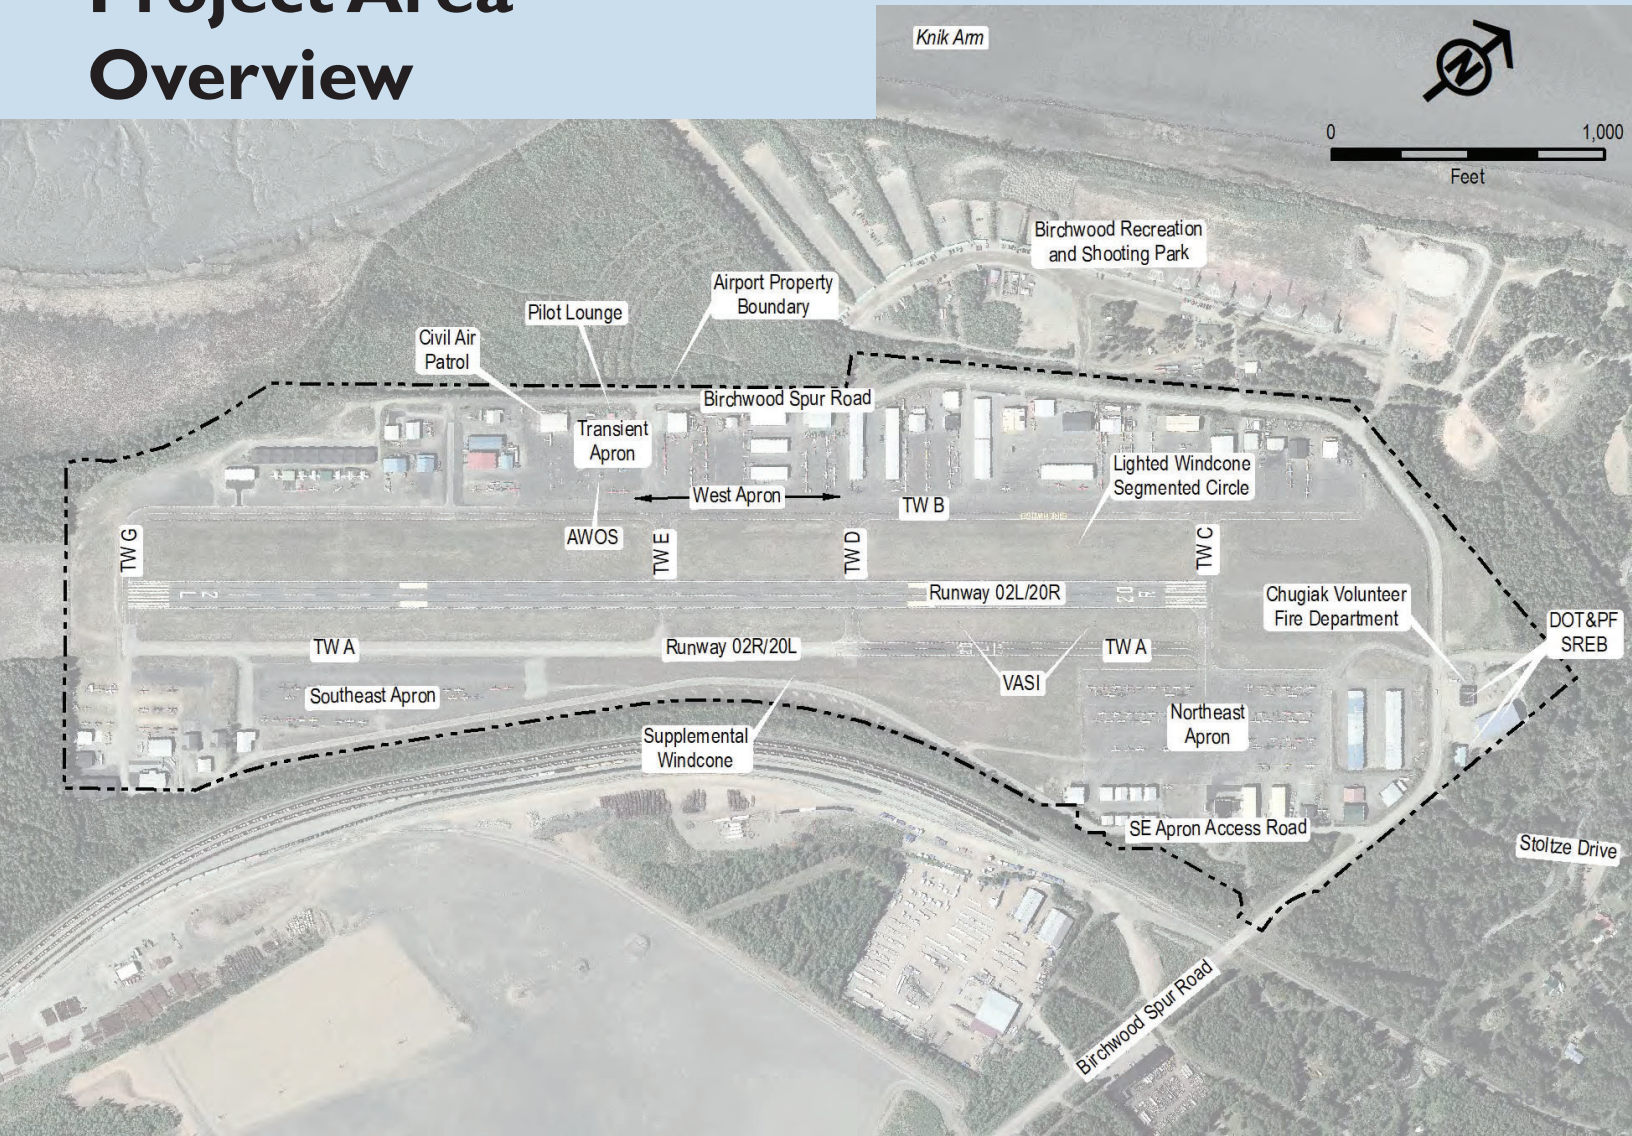 Project Area
Overview
Knik Arm
N
0 1,000
Feet
Birchwood Recreation
and Shooting Park
Airport Property
Boundary
Pilot Lounge
Civil Air
Patrol
Birchwood Spur Road
Transient
Apron
Lighted Windcone
Segmented Circle
West Apron
TW B
AWOS
TW G
TW E
TW D
TW C
2
L
Runway 02L/20R
20
R
Chugiak Volunteer
Fire Department
DOT&PF
SREB
TW A
Runway 02R/20L
TW A
VASI
Southeast Apron
Northeast
Apron
Supplemental
Windcone
SE Apron Access Road
Stoltze Drive
Birchwood Spur Road